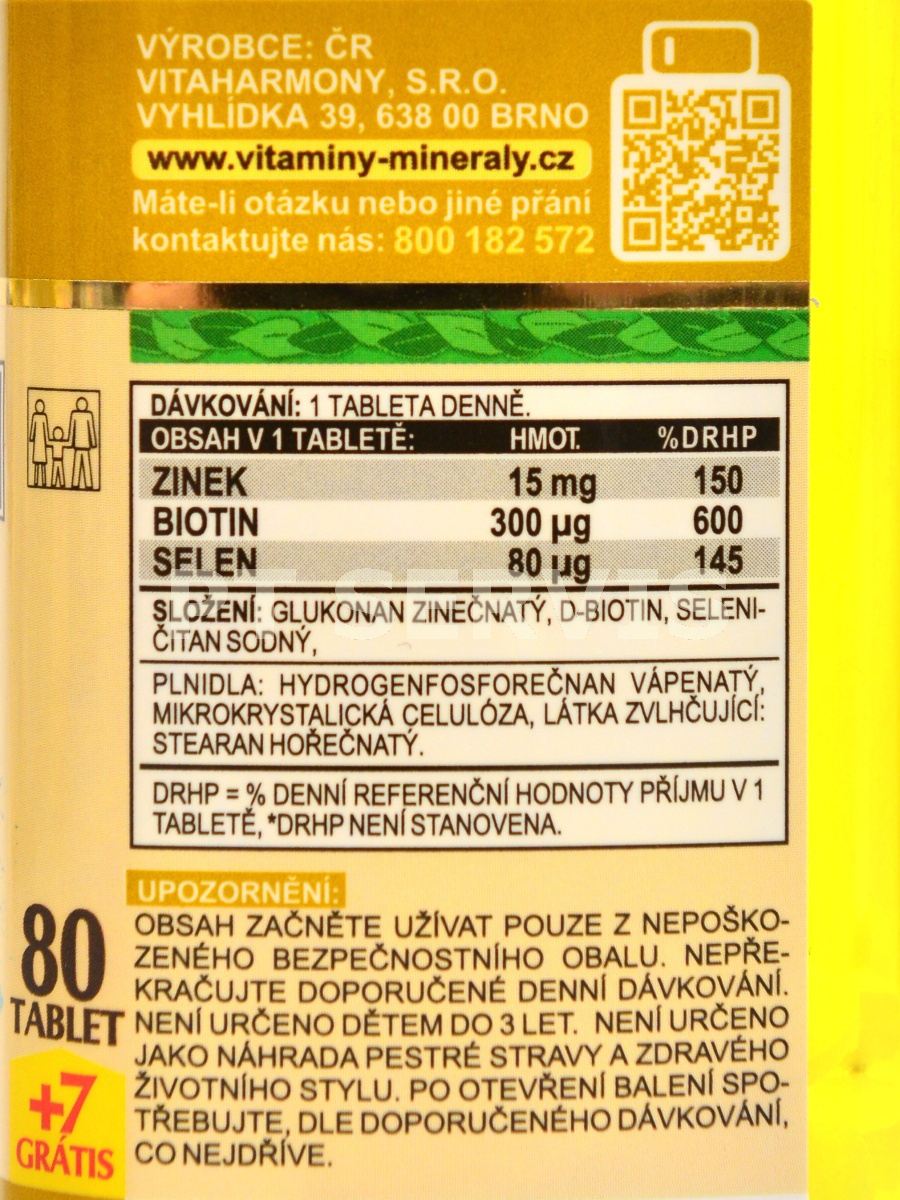 VÝROBCE: ČR
VITAHARMONY, S.R.O.
VYHLÍDKA 39, 638 00 BRNO
www.vitaminy-mineraly.cz
Máte-li otázku nebo jiné přání
kontaktujte nás: 800 182 572
DÁVKOVÁNÍ: 1 TABLETA DENNĚ.
OBSAH V 1 TABLETĚ: HMOT. %DRHP
ZINEK 15 mg 150
BIOTIN 300 µg 600
SELEN 80 µg 145
SLOŽENÍ: GLUKONAN ZINEČNATÝ, D-BIOTIN, SELENI-
ČITAN SODNÝ,
PLNIDLA: HYDROGENFOSFOREČNAN VÁPENATÝ,
MIKROKRYSTALICKÁ CELULÓZA, LÁTKA ZVLHČUJÍCÍ:
STEARAN HOŘEČNATÝ.
DRHP = % DENNÍ REFERENČNÍ HODNOTY PŘÍJMU V 1
TABLETĚ, *DRHP NENÍ STANOVENA.
UPOZORNĚNÍ:
OBSAH ZAČNĚTE UŽÍVAT POUZE Z NEPOŠKO-
ZENÉHO BEZPEČNOSTNÍHO OBALU. NEPŘE-
KRAČUJTE DOPORUČENÉ DENNÍ DÁVKOVÁNÍ.
NENÍ URČENO DĚTEM DO 3 LET. NENÍ URČENO
JAKO NÁHRADA PESTRÉ STRAVY A ZDRAVÉHO
ŽIVOTNÍHO STYLU. PO OTEVŘENÍ BALENÍ SPO-
TŘEBUJTE, DLE DOPORUČENÉHO DÁVKOVÁNÍ,
CO NEJDŘÍVE.
80
TABLET
+7
GRÁTIS